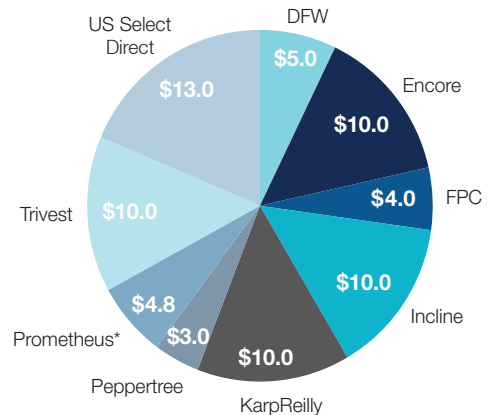 US Select
Direct
$13.0
DFW
$5.0
Encore
$10.0
FPC
$4.0
Incline
$10.0
KarpReilly
$10.0
Peppertree
$3.0
Prometheus*
$4.8
Trivest
$10.0